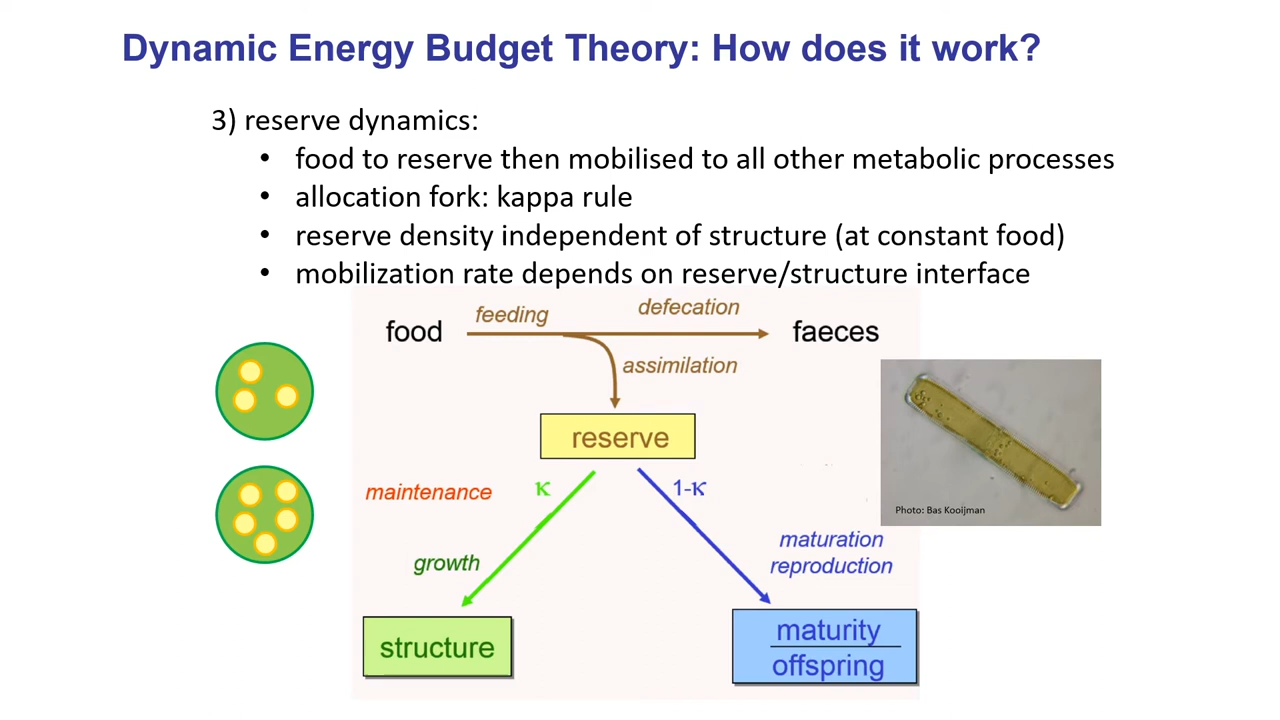 Dynamic Energy Budget Theory: How does it work?
3) reserve dynamics:
• food to reserve then mobilised to all other metabolic processes
• allocation fork: kappa rule
• reserve density independent of structure (at constant food)
• mobilization rate depends on reserve/structure interface
feeding
defecation
food
faeces
assimilation
reserve
maintenance
κ
1-κ
Photo: Bas Kooijman
growth
maturation
reproduction
structure
maturity
offspring